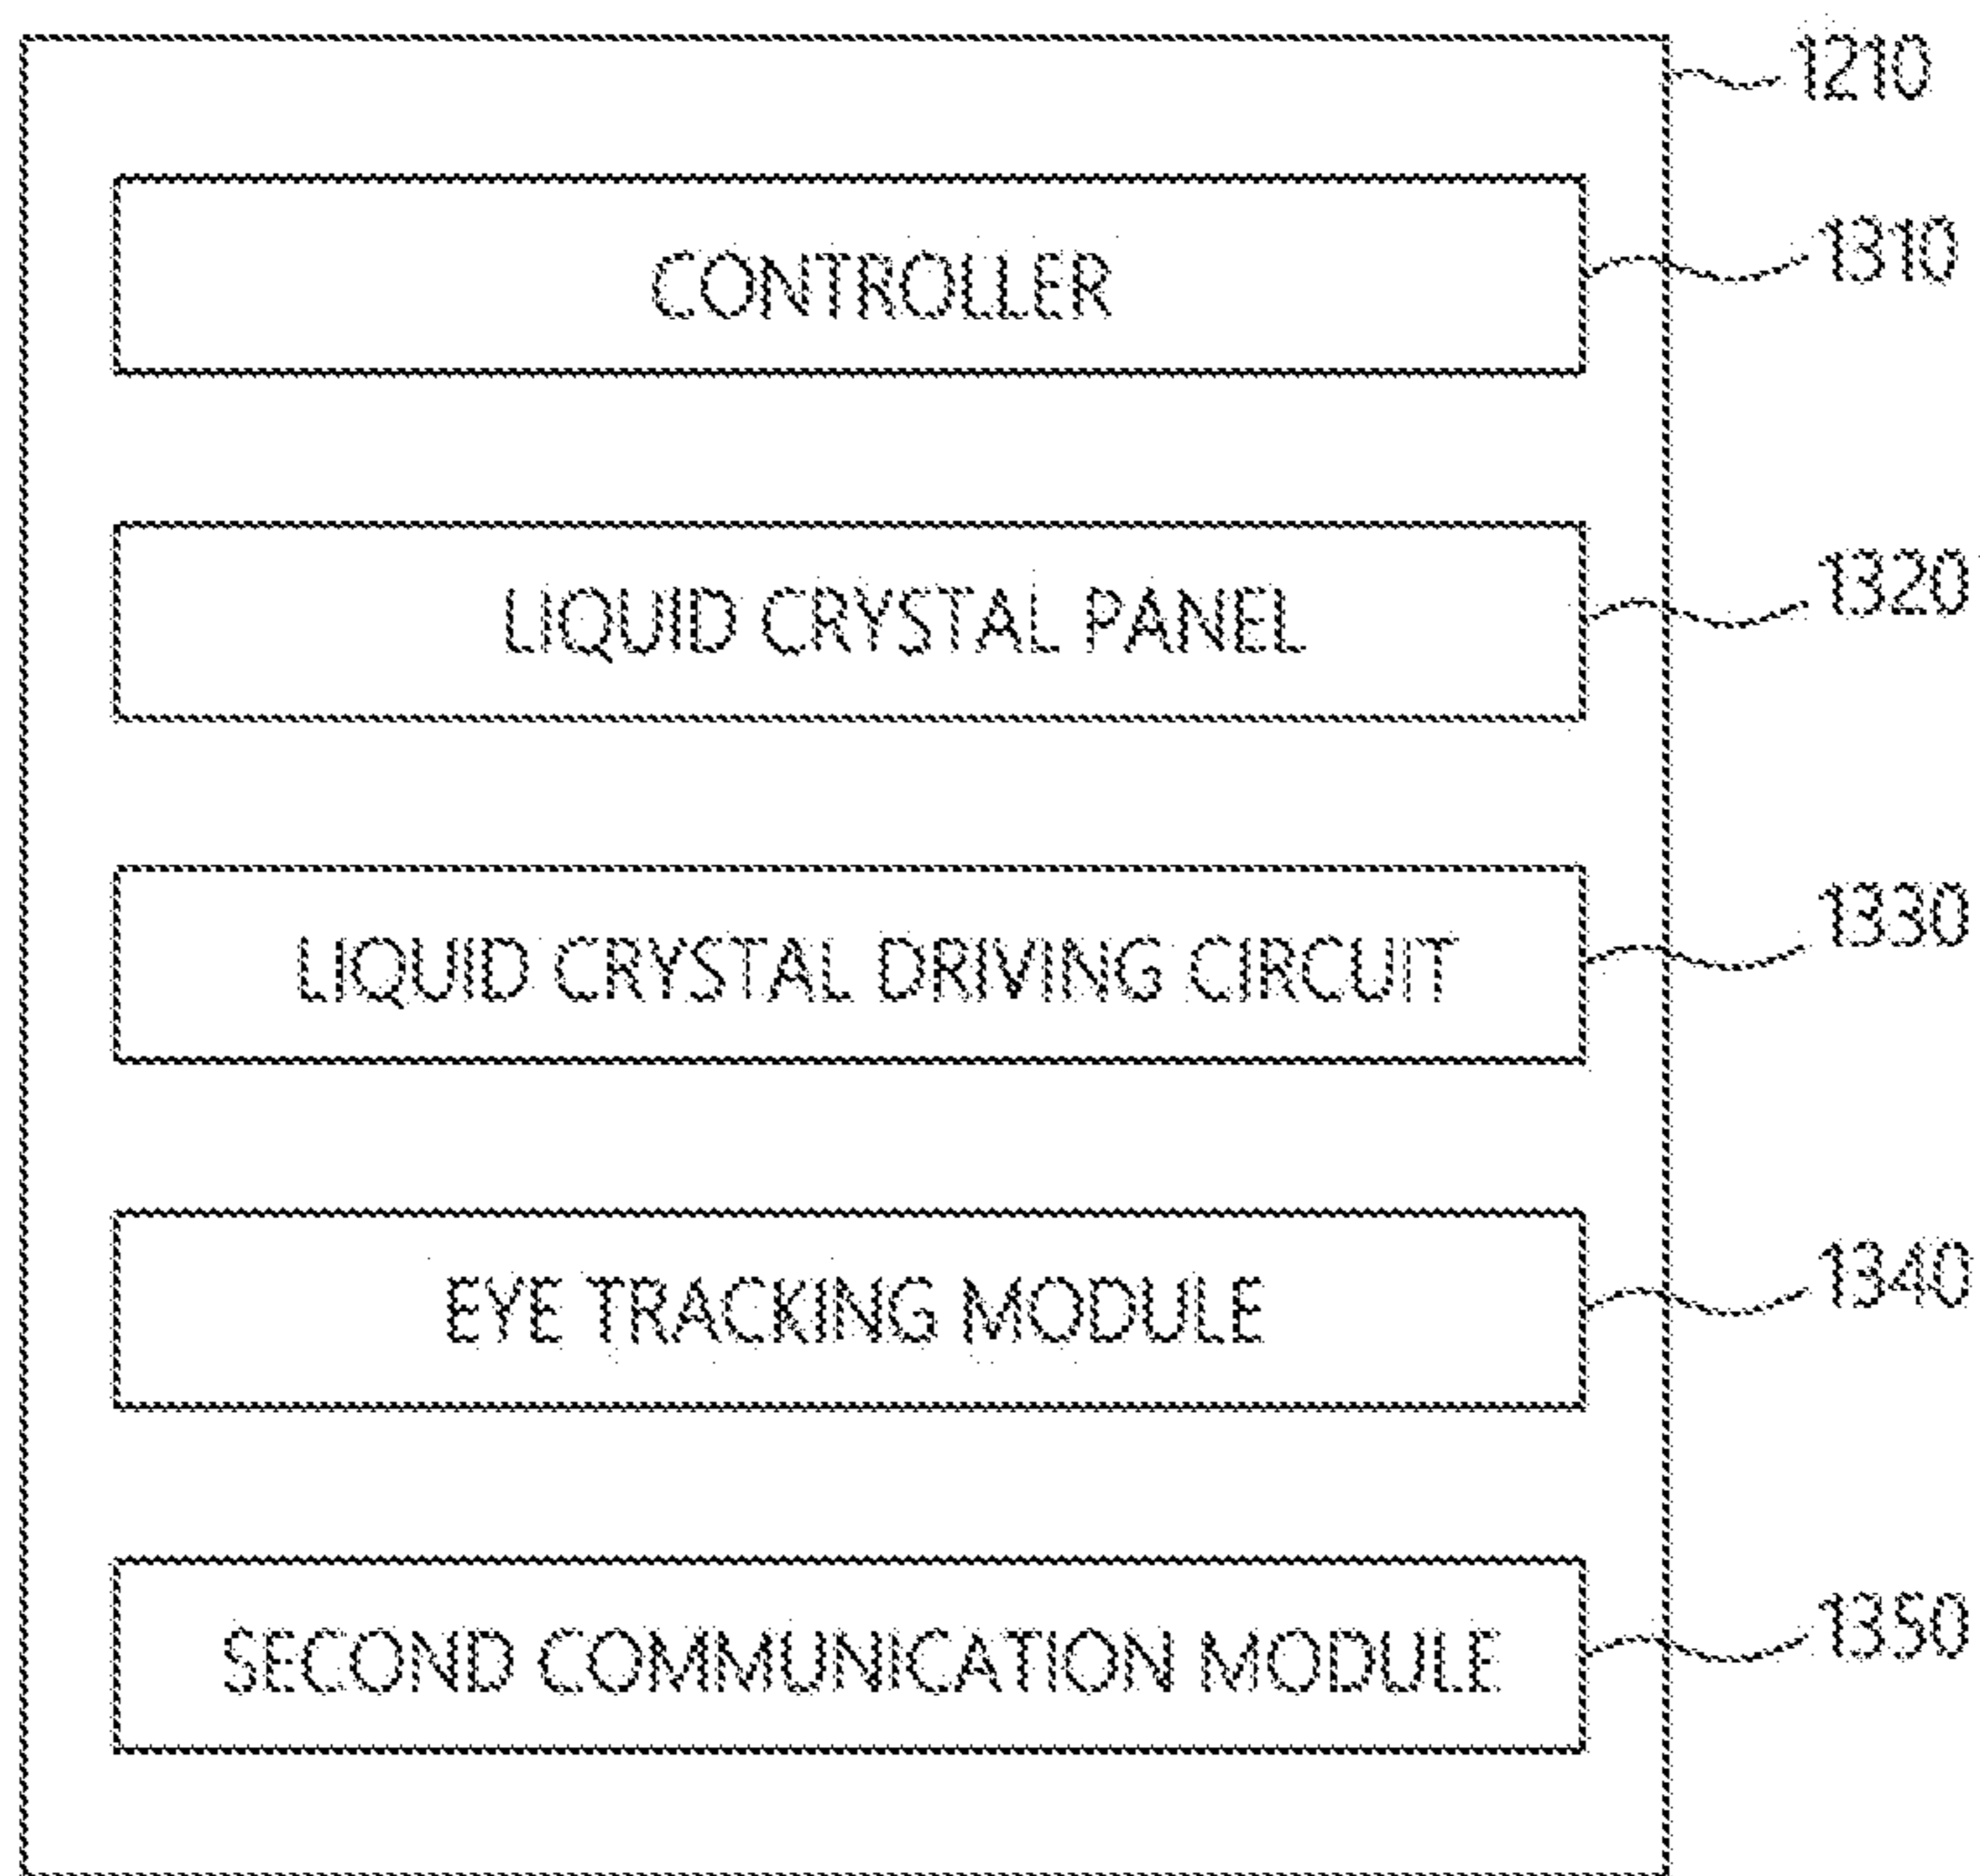 1210
CONTROLLER 1310
LIQUID CRYSTAL PANEL 1320
LIQUID CRYSTAL DRIVING CIRCUIT 1330
EYE TRACKING MODULE 1340
SECOND COMMUNICATION MODULE 1350